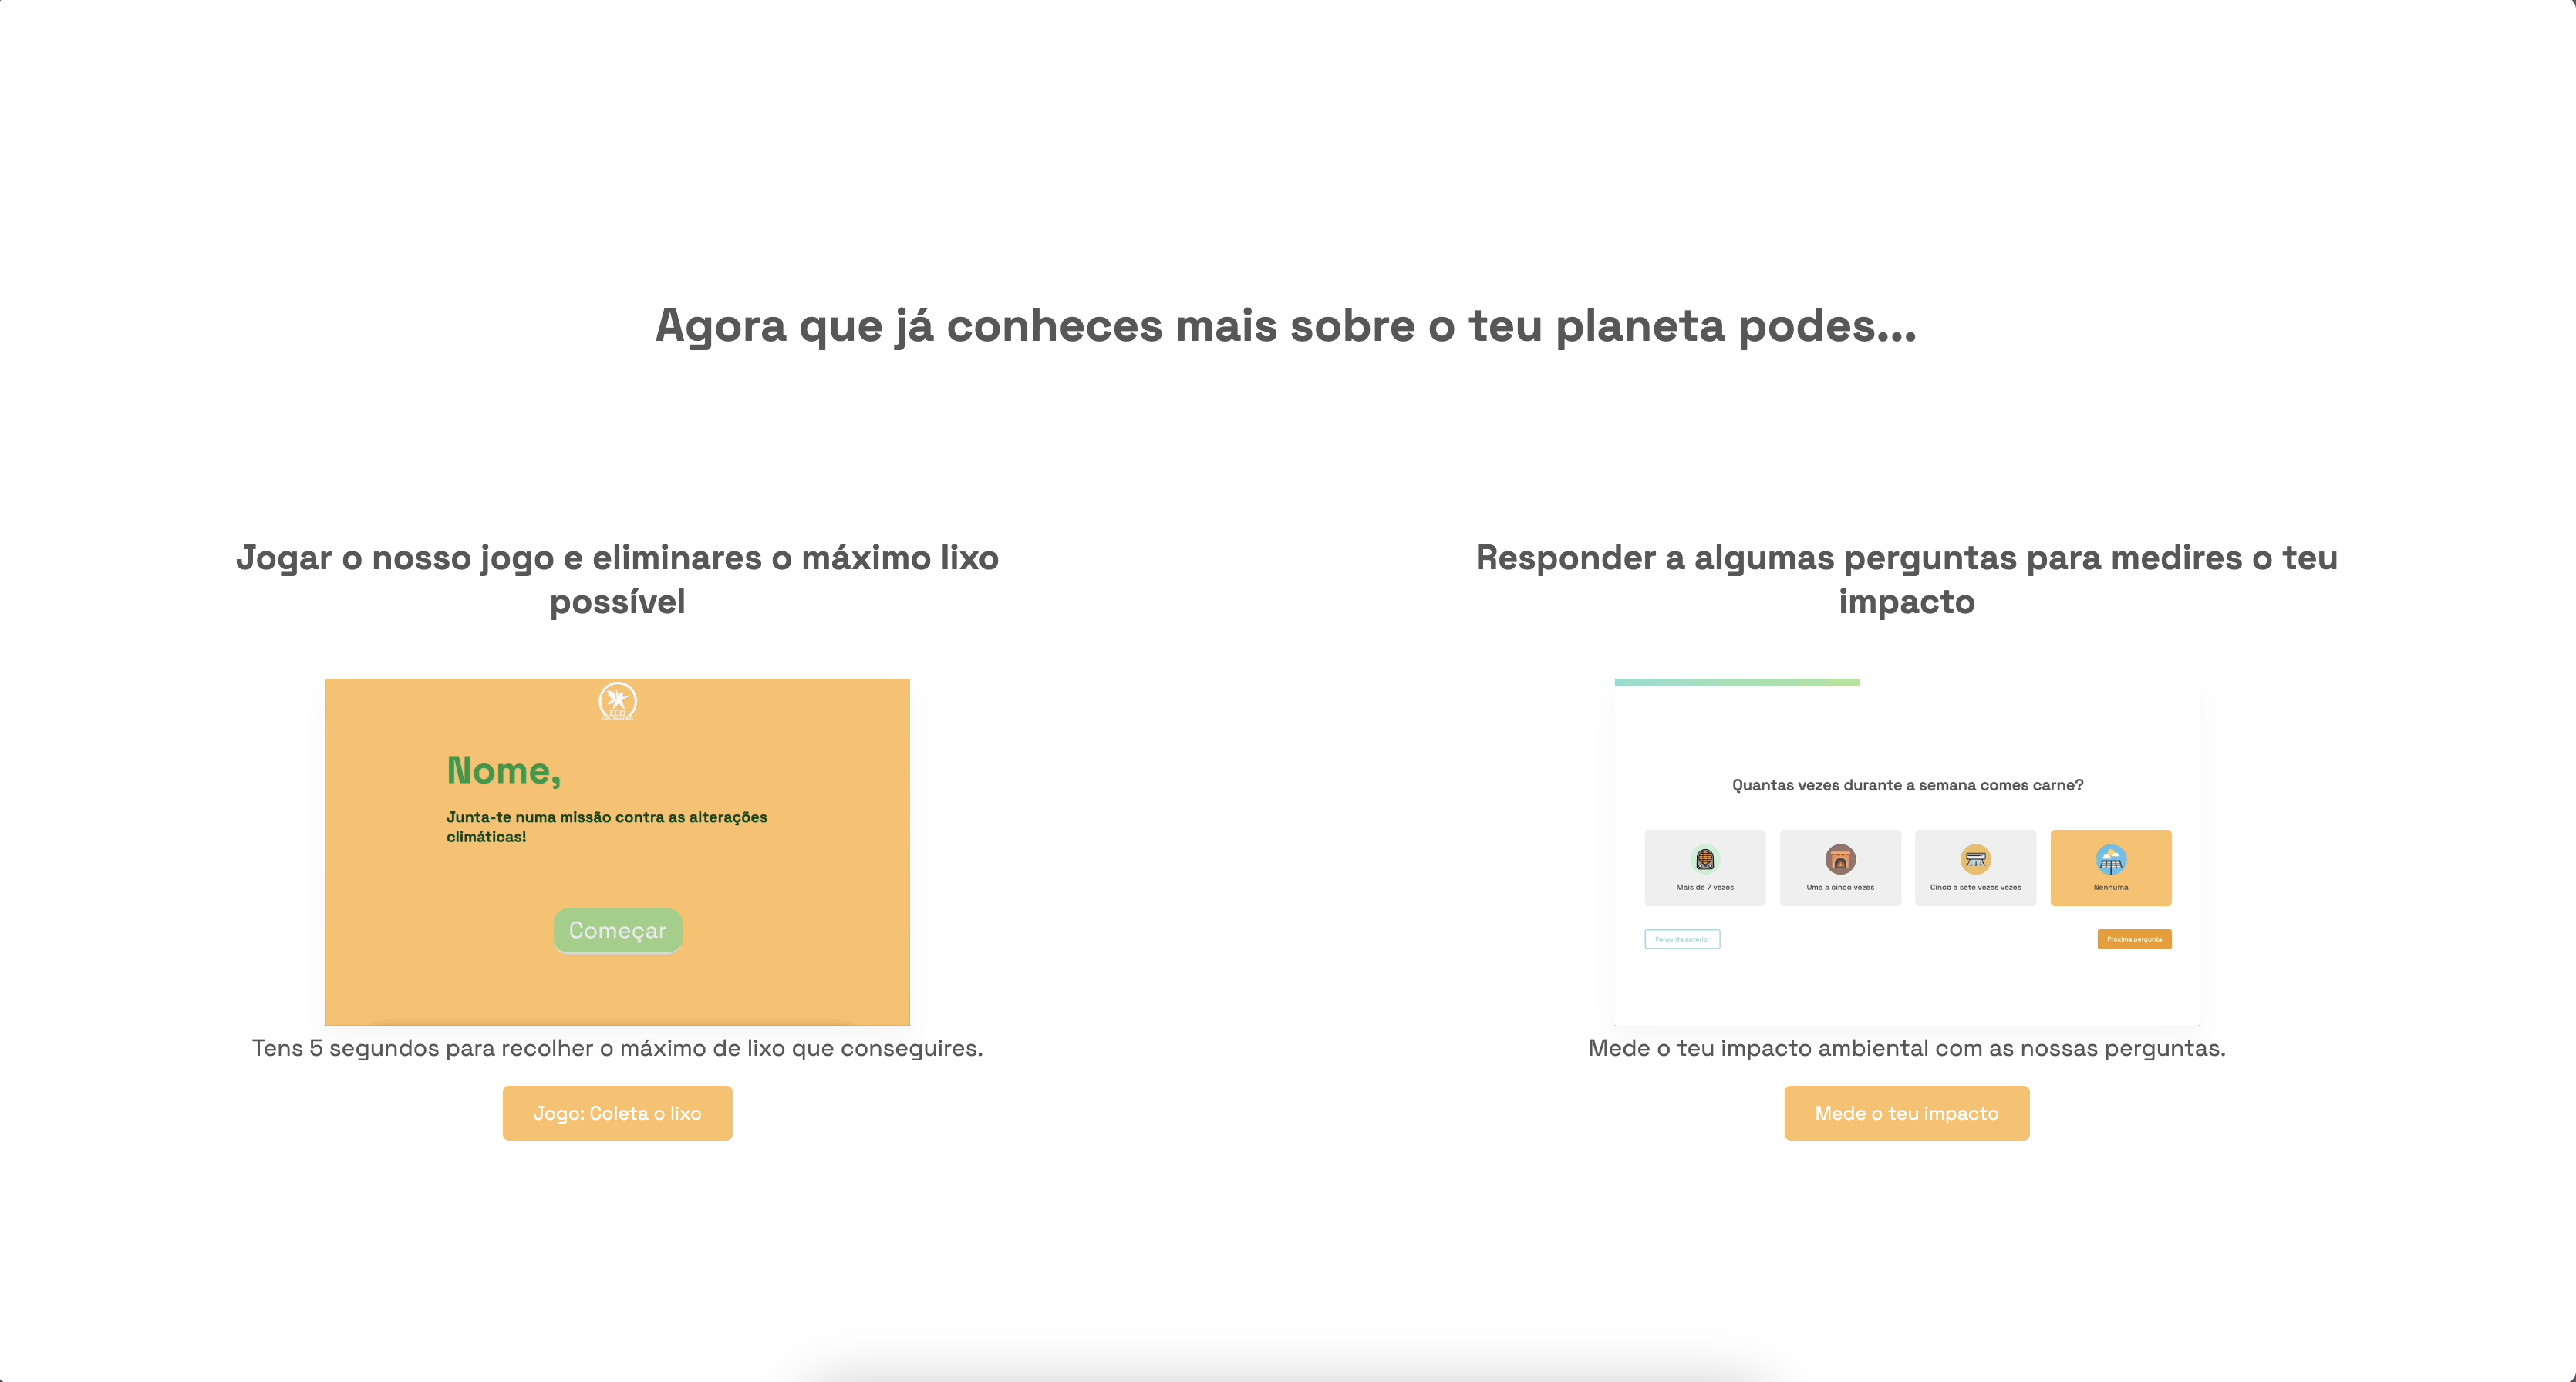 Agora que já conheces mais sobre o teu planeta podes...
Jogar o nosso jogo e eliminares o máximo lixo
possível
ECO
Nome,
Junta-te numa missão contra as alterações
climáticas!
Começar
Tens 5 segundos para recolher o máximo de lixo que conseguires.
Jogo: Coleta o lixo
Responder a algumas perguntas para medires o teu
impacto
Quantas vezes durante a semana comes carne?
Mais de 7 vezes
Uma a cinco vezes
Cinco a sete vezes vezes
Nenhuma
Pergunta anterior
Próxima pergunta
Mede o teu impacto ambiental com as nossas perguntas.
Mede o teu impacto